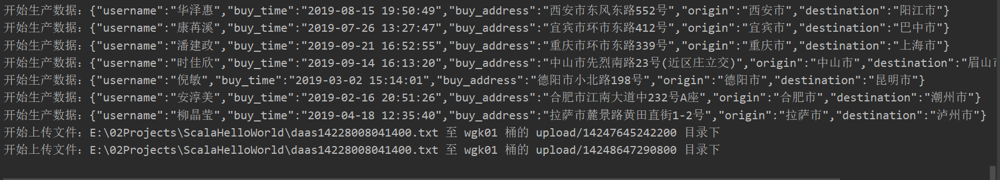 开始生产数据：{"username":"华泽惠","buy_time":"2019-08-15 19:50:49","buy_address":"西安市东风东路552号","origin":"西安市","destination":"阳江市"}
开始生产数据：{"username":"康苒溪","buy_time":"2019-07-26 13:27:47","buy_address":"宜宾市环市东路412号","origin":"宜宾市","destination":"巴中市"}
开始生产数据：{"username":"潘建政","buy_time":"2019-09-21 16:52:55","buy_address":"重庆市环市东路339号","origin":"重庆市","destination":"上海市"}
开始生产数据：{"username":"时佳欣","buy_time":"2019-09-14 16:13:20","buy_address":"中山市先烈南路23号(近区庄立交)","origin":"中山市","destination":"眉山市
开始生产数据：{"username":"倪敏","buy_time":"2019-03-02 15:14:01","buy_address":"德阳市小北路198号","origin":"德阳市","destination":"昆明市"}
开始生产数据：{"username":"安淳美","buy_time":"2019-02-16 20:51:26","buy_address":"合肥市江南大道中232号A座","origin":"合肥市","destination":"潮州市"}
开始生产数据：{"username":"柳晶莹","buy_time":"2019-04-18 12:35:40","buy_address":"拉萨市麓景路黄田直街1-2号","origin":"拉萨市","destination":"泸州市"}
开始上传文件：E:\02Projects\ScalaHelloWorld\daas14228008041400.txt 至 wgk01 桶的 upload/14247645242200 目录下
开始上传文件：E:\02Projects\ScalaHelloWorld\daas14228008041400.txt 至 wgk01 桶的 upload/14248647290800 目录下